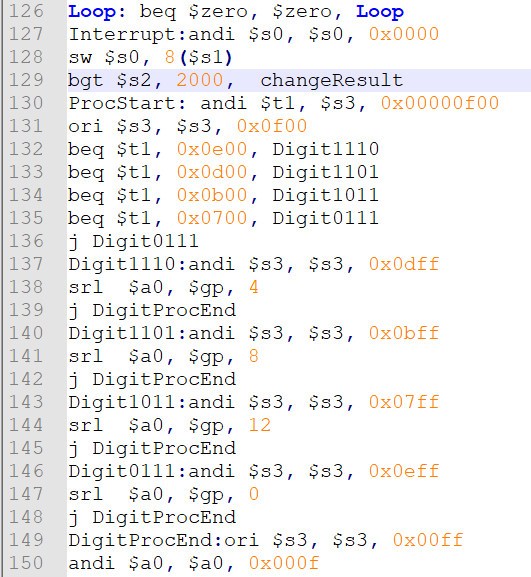 126 Loop: beq $zero, $zero, Loop
127 Interrupt:andi $s0, $s0, 0x0000
128 sw $s0, 8($s1)
129 bgt $s2, 2000,  changeResult
130 ProcStart: andi $t1, $s3, 0x00000f00
131 ori $s3, $s3, 0x0f00
132 beq $t1, 0x0e00, Digit1110
133 beq $t1, 0x0d00, Digit1101
134 beq $t1, 0x0b00, Digit1011
135 beq $t1, 0x0700, Digit0111
136 j Digit0111
137 Digit1110:andi $s3, $s3, 0x0dff
138 srl  $a0, $gp, 4
139 j DigitProcEnd
140 Digit1101:andi $s3, $s3, 0x0bff
141 srl  $a0, $gp, 8
142 j DigitProcEnd
143 Digit1011:andi $s3, $s3, 0x07ff
144 srl  $a0, $gp, 12
145 j DigitProcEnd
146 Digit0111:andi $s3, $s3, 0x0eff
147 srl  $a0, $gp, 0
148 j DigitProcEnd
149 DigitProcEnd:ori $s3, $s3, 0x00ff
150 andi $a0, $a0, 0x000f